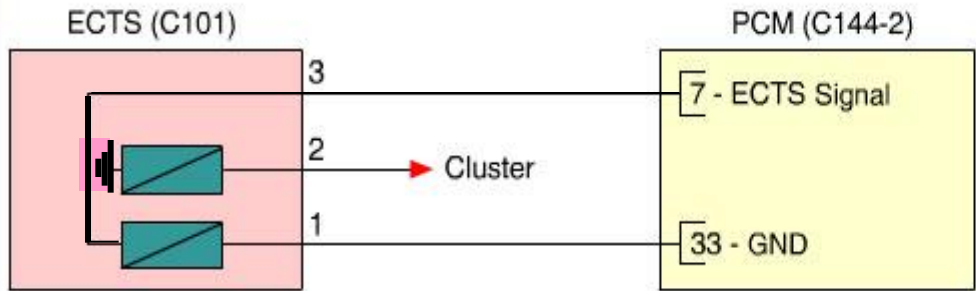 ECTS (C101)
PCM (C144-2)
3
7 - ECTS Signal
2
Cluster
1
33 - GND